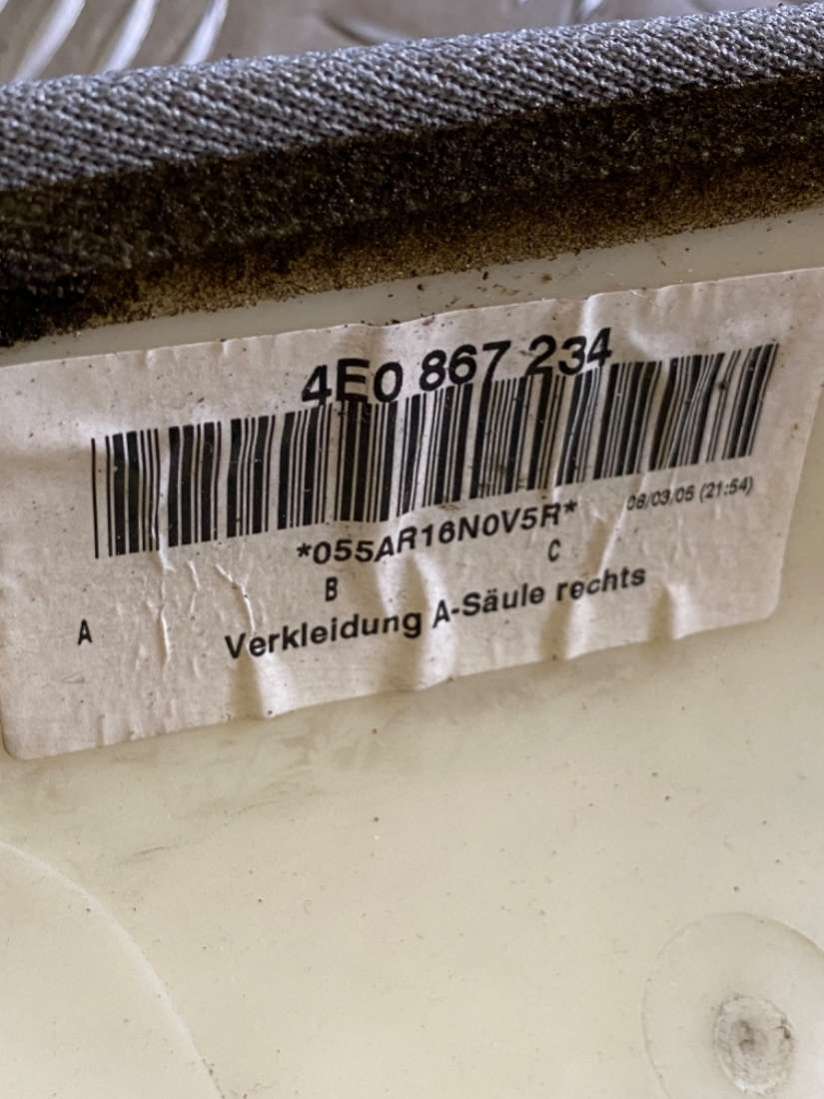 4E0 867 234
*055AR16N0V5R* 08/03/05 (21:54)
A B C
Verkleidung A-Säule rechts